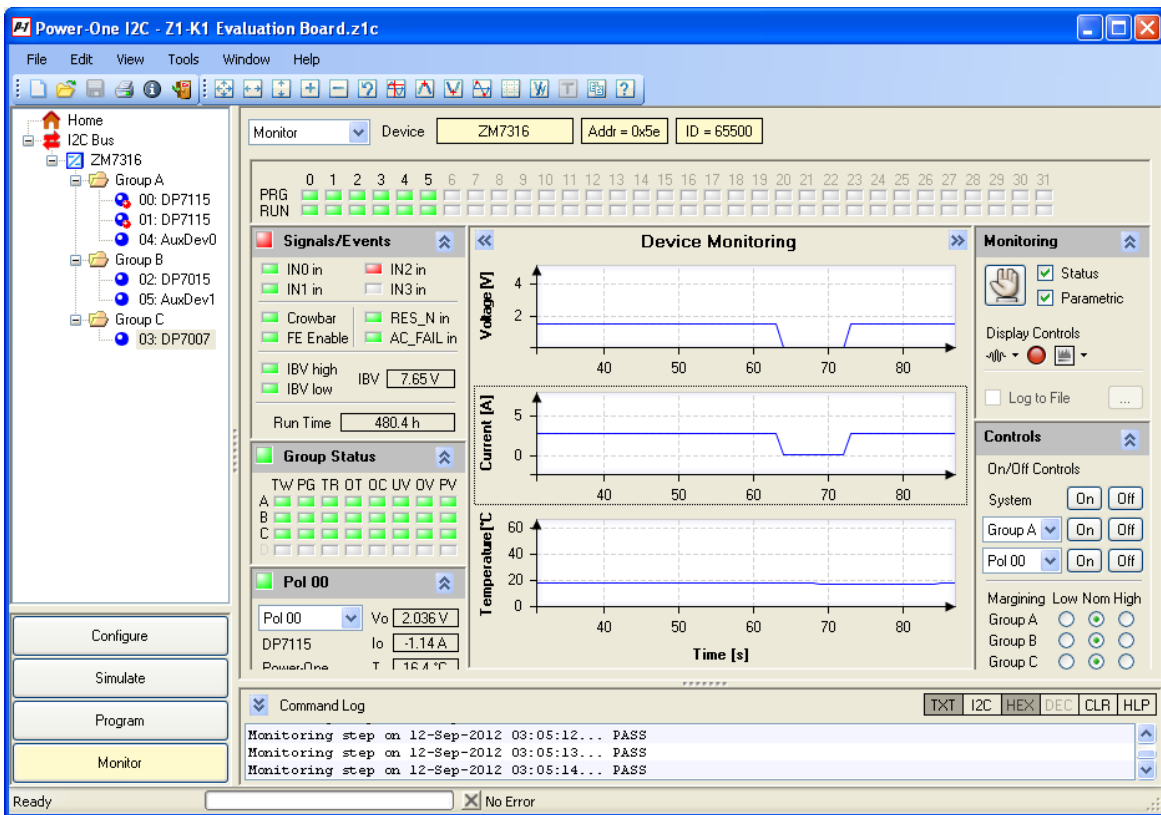 Power-One I2C - Z1-K1 Evaluation Board.z1c
File Edit View Tools Window Help
Home
I2C Bus
ZM7316
Group A
00: DP7115
01: DP7115
04: AuxDev0
Group B
02: DP7015
05: AuxDev1
Group C
03: DP7007
Configure
Simulate
Program
Monitor
Monitor Device ZM7316 Addr = 0x5e ID = 65500
0 1 2 3 4 5 6 7 8 9 10 11 12 13 14 15 16 17 18 19 20 21 22 23 24 25 26 27 28 29 30 31
PRG
RUN
Signals/Events
IN0 in IN2 in
IN1 in IN3 in
Crowbar RES_N in
FE Enable AC_FAIL in
IBV high
IBV low
IBV 7.65 V
Run Time 480.4 h
Group Status
TW PG TR OT OC UV OV PV
A
B
C
D
Pol 00
Pol 00 Vo 2.036 V
DP7115 Io -1.14 A
Power-One T 16.4 °C
Device Monitoring
Voltage [V]
4
2
40 50 60 70 80
Current [A]
5
0
40 50 60 70 80
Temperature [°C
60
40
20
0
40 50 60 70 80
Time [s]
Monitoring
Status
Parametric
Display Controls
Log to File ...
Controls
On/Off Controls
System On Off
Group A On Off
Pol 00 On Off
Margining Low Nom High
Group A
Group B
Group C
Command Log TXT I2C HEX DEC CLR HLP
Monitoring step on 12-Sep-2012 03:05:12... PASS
Monitoring step on 12-Sep-2012 03:05:13... PASS
Monitoring step on 12-Sep-2012 03:05:14... PASS
Ready No Error